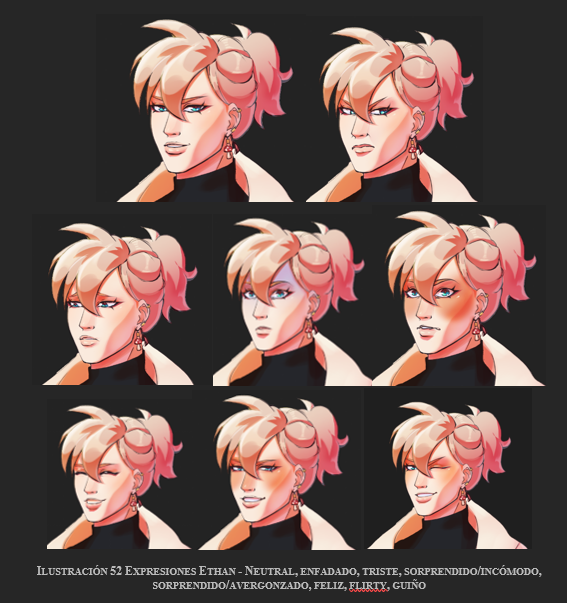 ILUSTRACIÓN 52 EXPRESIONES ETHAN - NEUTRAL, ENFADADO, TRISTE, SORPRENDIDO/INCÓMODO,
SORPRENDIDO/AVERGONZADO, FELIZ, FLIRTY, GUIÑO